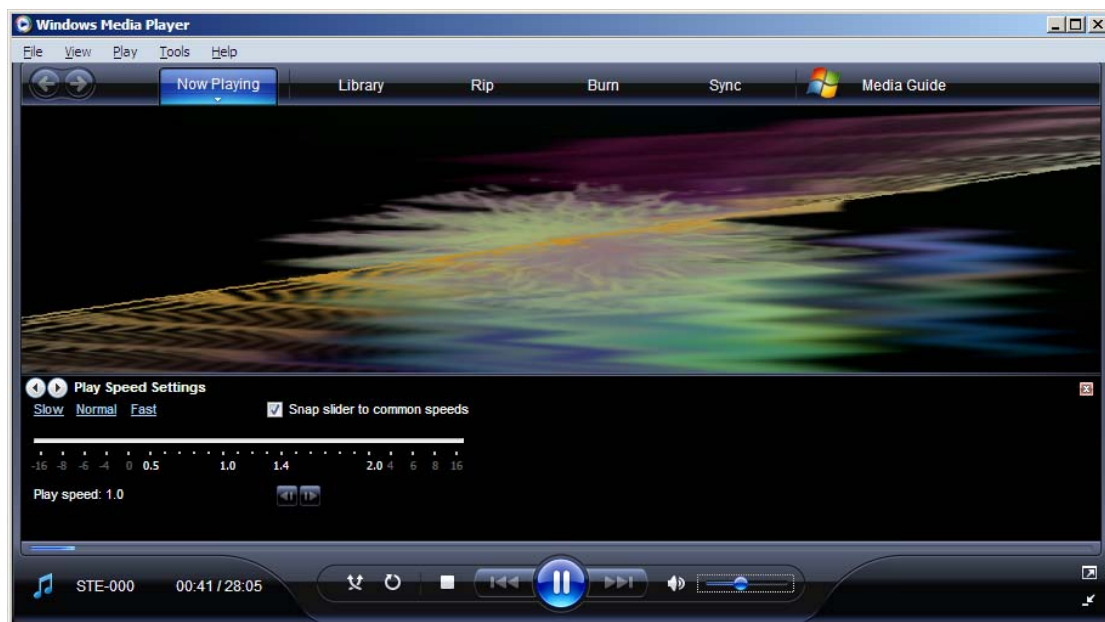 Windows Media Player
File View Play Tools Help
Now Playing Library Rip Burn Sync Media Guide
Play Speed Settings
Slow Normal Fast Snap slider to common speeds
-16 -8 -6 -4 0 0.5 1.0 1.4 2.0 4 6 8 16
Play speed: 1.0
STE-000 00:41 / 28:05